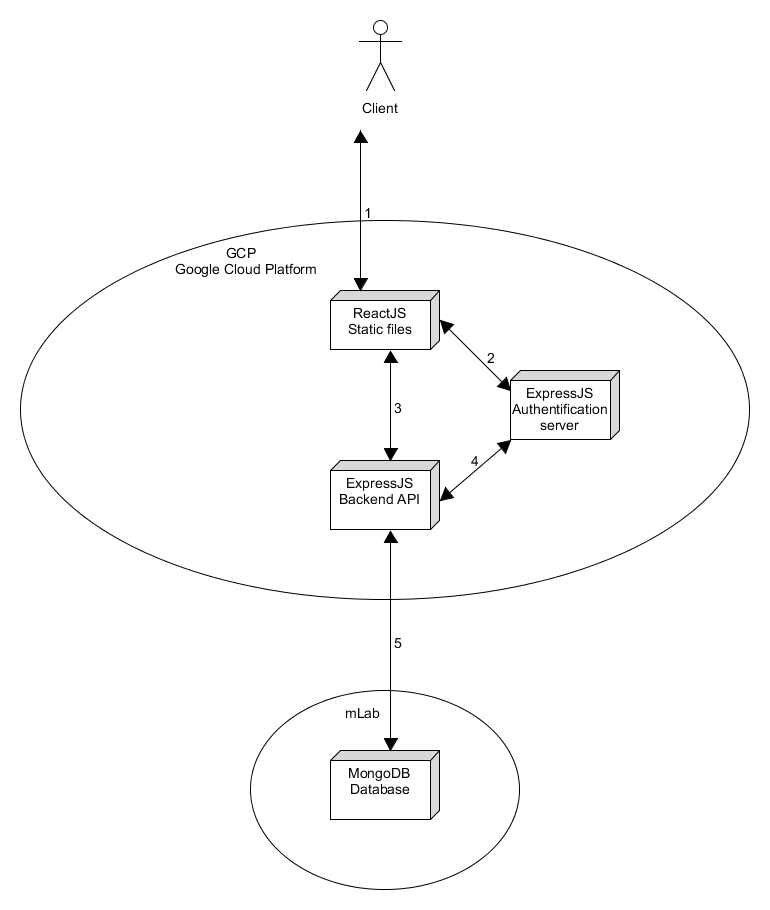 Client
1
GCP
Google Cloud Platform
ReactJS
Static files
2
ExpressJS
Authentification
server
3
4
ExpressJS
Backend API
5
mLab
MongoDB
Database